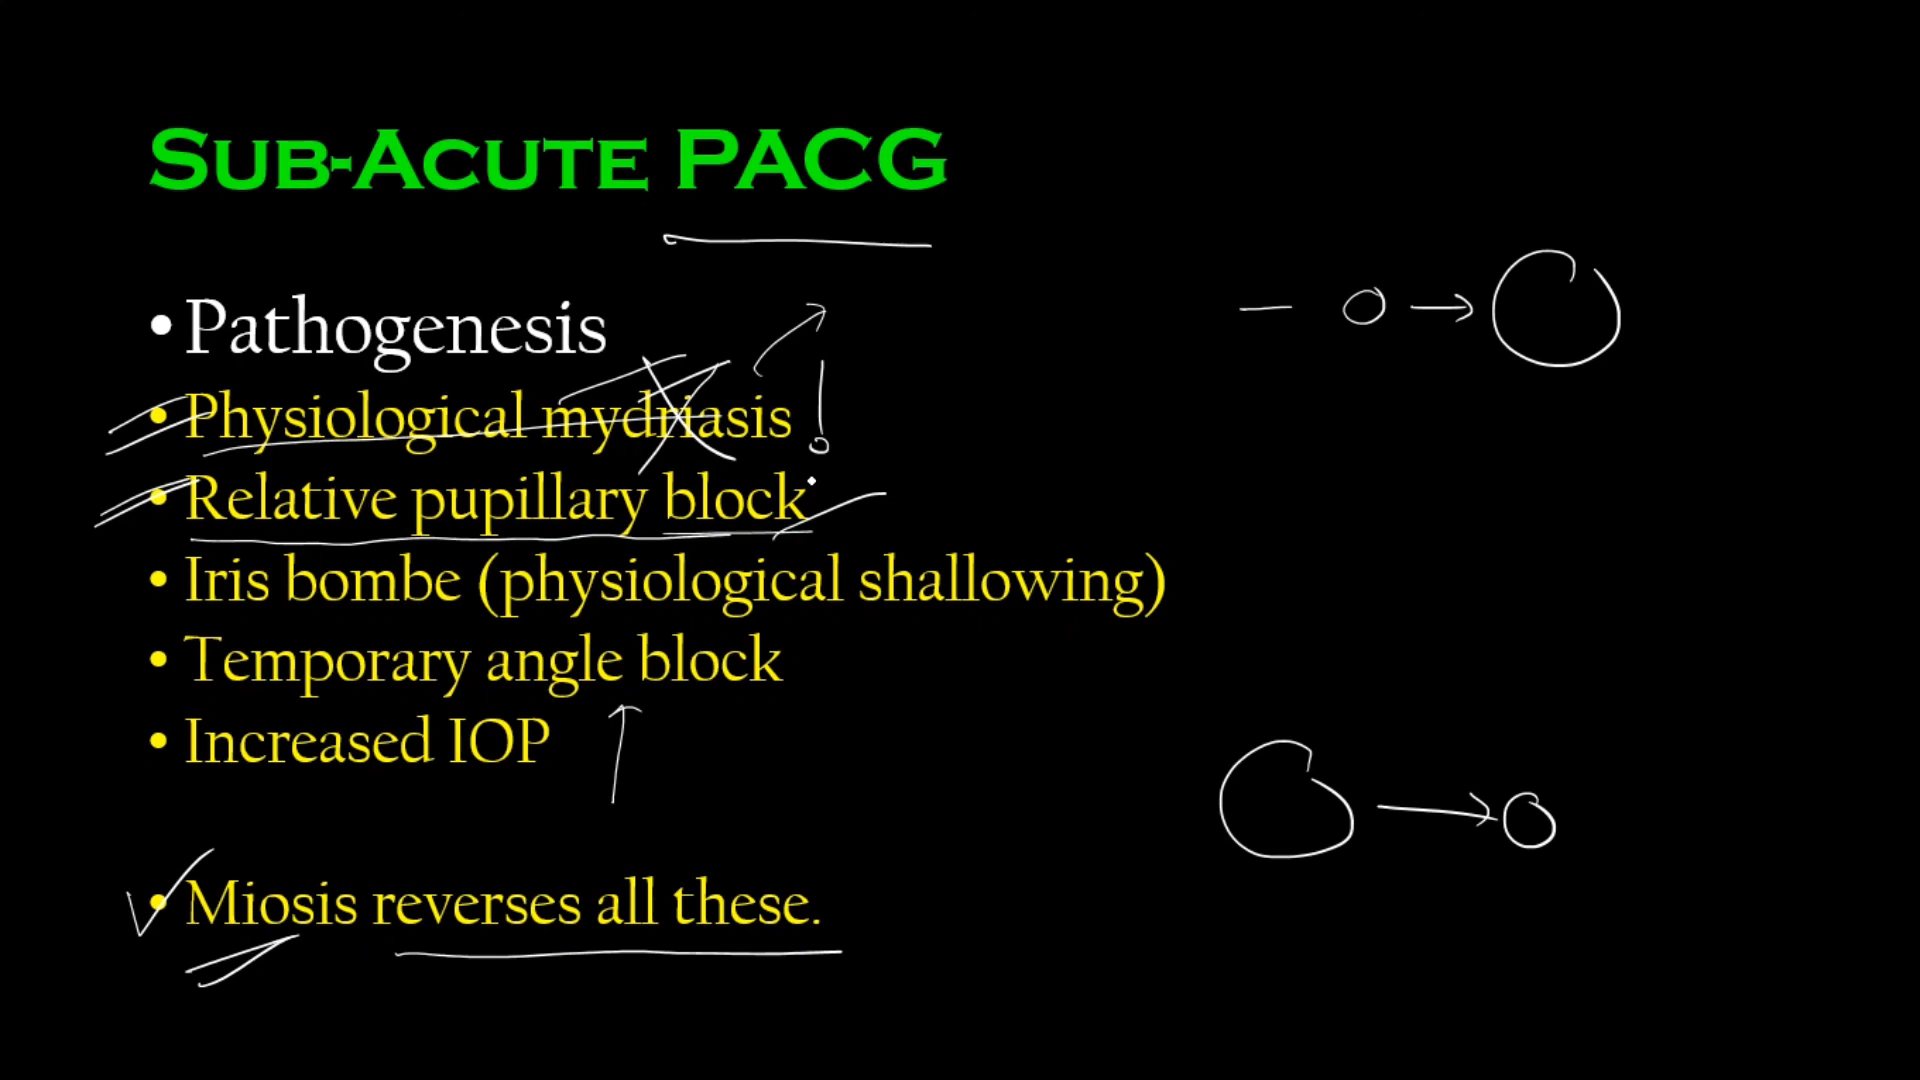 Sub-Acute PACG
• Pathogenesis
• Physiological mydriasis
• Relative pupillary block
• Iris bombe (physiological shallowing)
• Temporary angle block
• Increased IOP
• Miosis reverses all these.